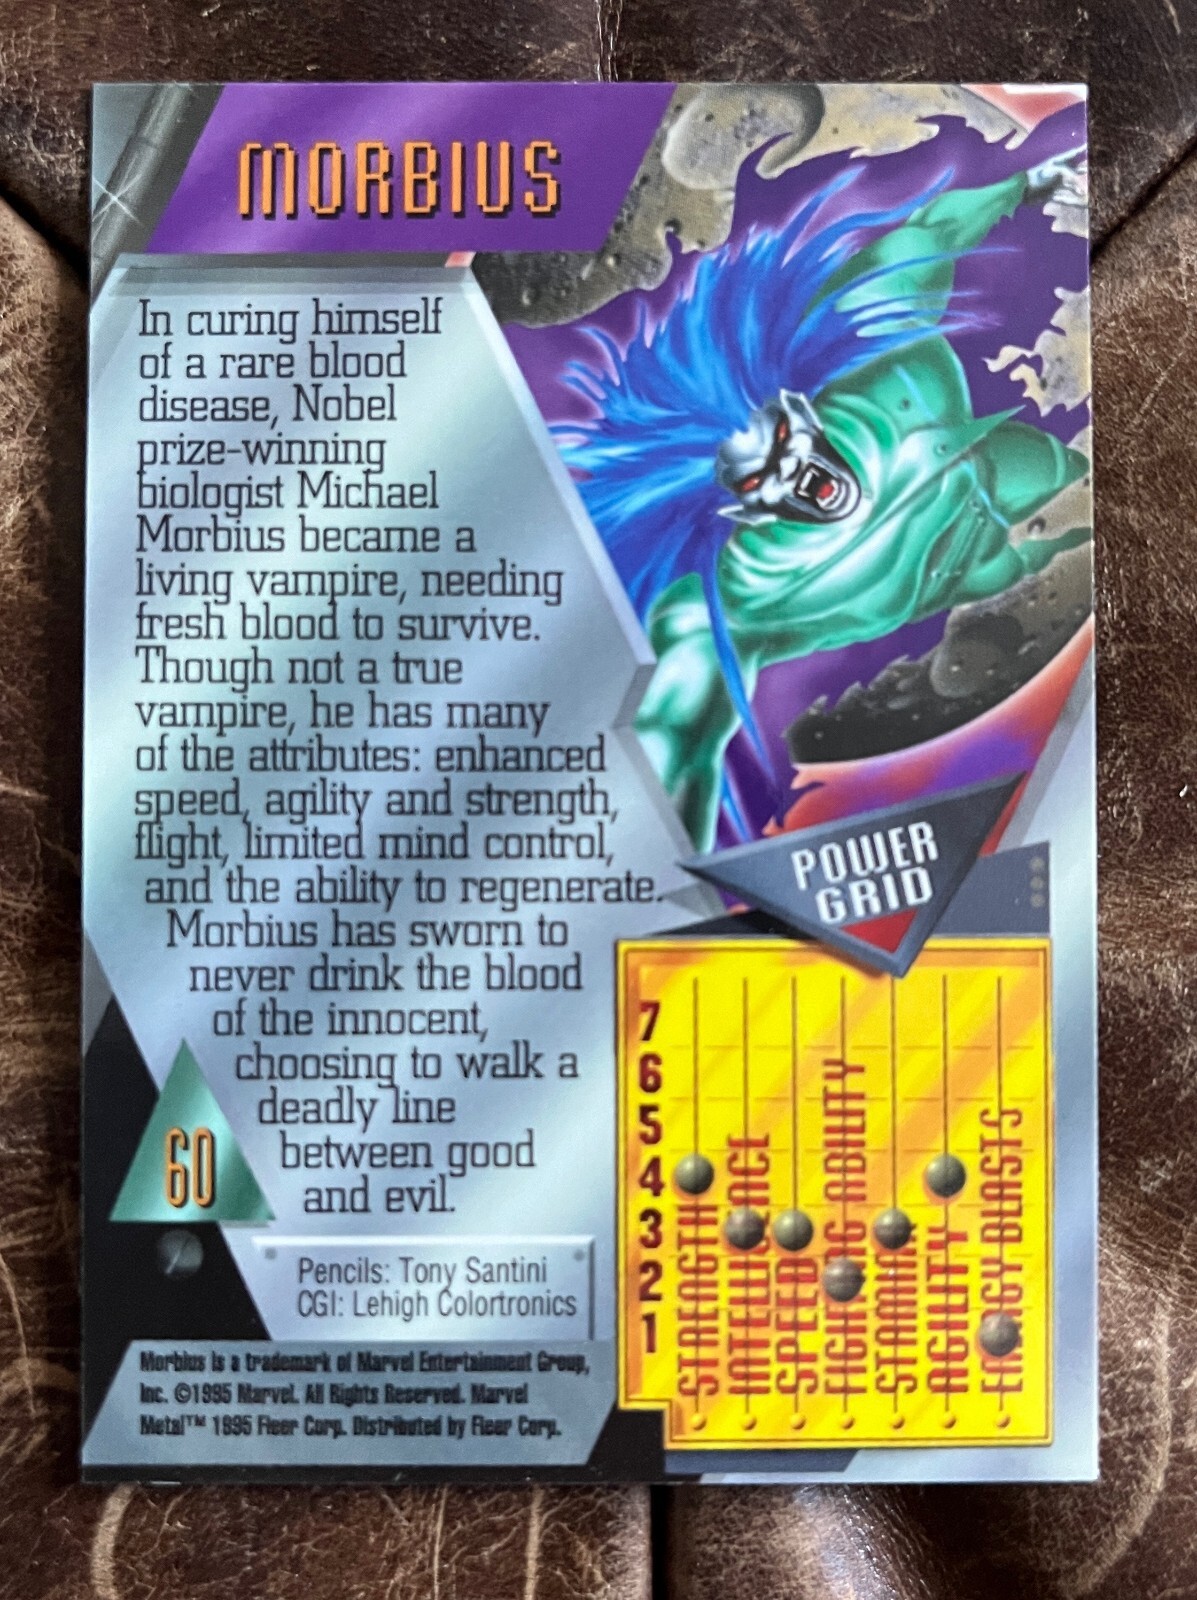 MORBIUS
In curing himself
of a rare blood
disease, Nobel
prize-winning
biologist Michael
Morbius became a
living vampire, needing
fresh blood to survive.
Though not a true
vampire, he has many
of the attributes: enhanced
speed, agility and strength,
flight, limited mind control,
and the ability to regenerate.
Morbius has sworn to
never drink the blood
of the innocent,
choosing to walk a
deadly line
between good
and evil.
60
Pencils: Tony Santini
CGI: Lehigh Colortronics
Morbius is a trademark of Marvel Entertainment Group,
Inc. ©1995 Marvel. All Rights Reserved. Marvel
Metal™ 1995 Fleer Corp. Distributed by Fleer Corp.
POWER
GRID
7
6
5
4
3
2
1
STRENGTH
INTELLIGENCE
SPEED
FIGHTING ABILITY
STAMINA
AGILITY
ENERGY BLASTS